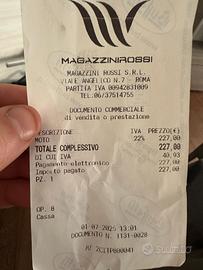 MAGAZZINIROSSI
MAGAZZINI ROSSI S.R.L.
VIALE ANGELICO N.7 - ROMA
PARTITA IVA 00942831009
TEL.06/37514755
DOCUMENTO COMMERCIALE
di vendita o prestazione
DESCRIZIONE IVA PREZZO(€)
MOTO 22% 227,00
TOTALE COMPLESSIVO 227,00
DI CUI IVA 40,93
Pagamento elettronico 227,00
Importo pagato 227,00
PZ. 1
OP. 8
Cassa
01-07-2025 13:01
DOCUMENTO N. 1131-0028
Subito.it